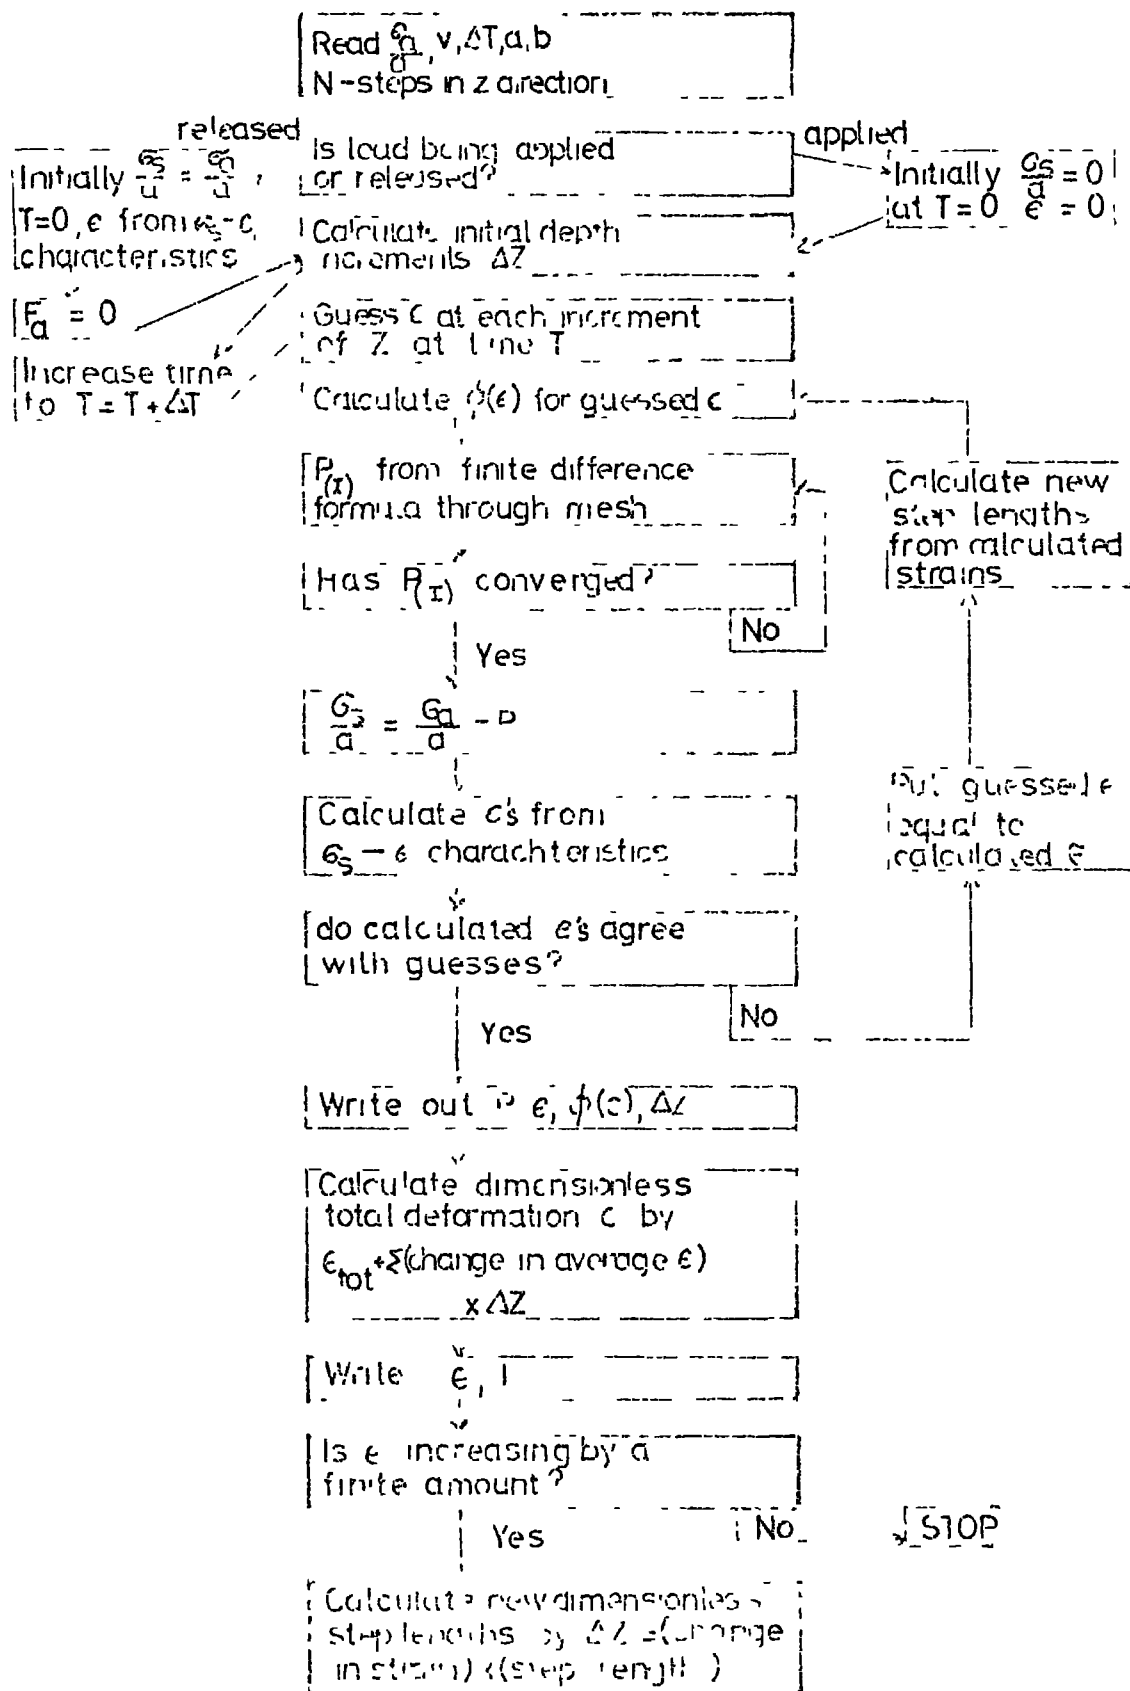 Read σa/a, v, ΔT, a, b
N-steps in z direction
released
Is load being applied
or released?
applied
Initially σs/a = σa/a,
T=0, ϵ from σs-ϵ
characteristics
Initially σs/a = 0
at T=0 ϵ = 0
Calculate initial depth
increments ΔZ
a = 0
Guess ϵ at each increment
of Z at time T
Increase time
to T = T + ΔT
Calculate ϕ(ϵ) for guessed ϵ
P(I) from finite difference
formula through mesh
Calculate new
step lengths
from calculated
strains
Has P(I) converged?
No
Yes
σs/a = σa/a - P
Put guessed ϵ
equal to
calculated ϵ
Calculate ϵ's from
σs - ϵ charachteristics
do calculated ϵ's agree
with guesses?
No
Yes
Write out P ϵ, ϕ(ϵ), ΔZ
Calculate dimensionless
total deformation ϵ by
ϵtot + Σ(change in average ϵ)
x ΔZ
Write ϵ, T
Is ϵ increasing by a
finite amount?
Yes
No
STOP
Calculate new dimensionless
step lengths by ΔZ =(change
in strain) x(step length)